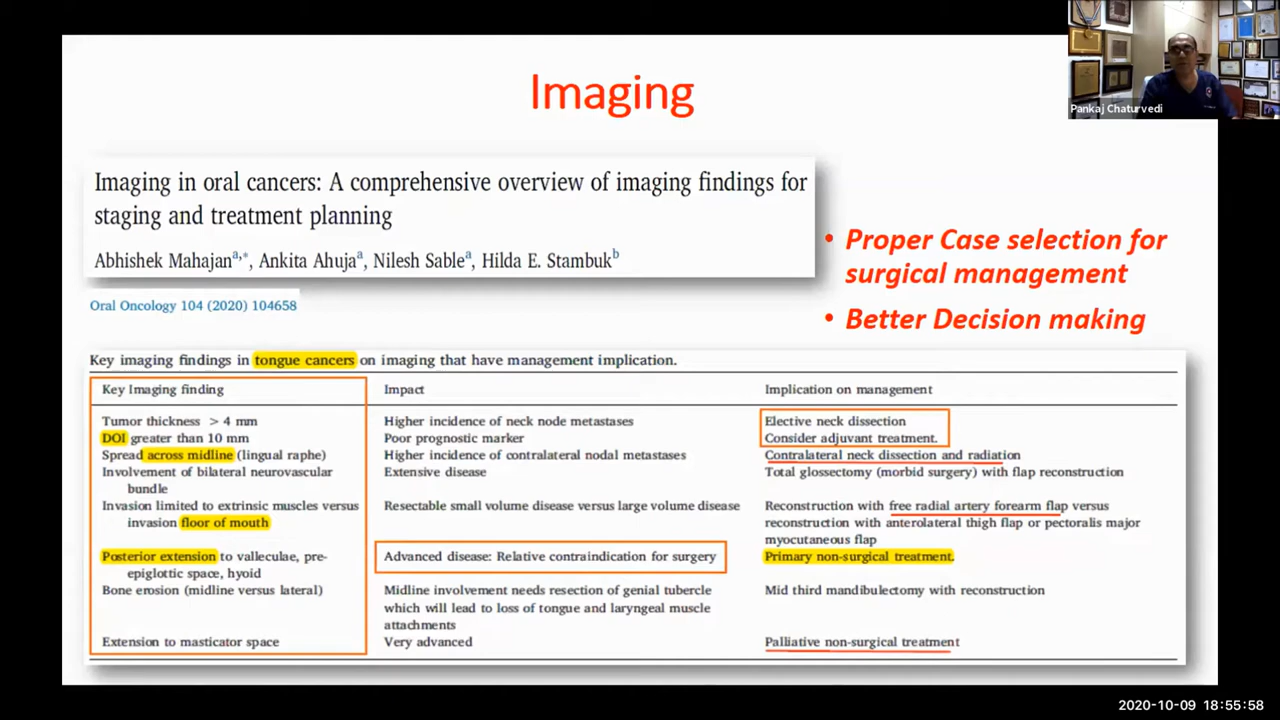 Imaging
Pankaj Chaturvedi
Imaging in oral cancers: A comprehensive overview of imaging findings for
staging and treatment planning
Abhishek Mahajanᵃ,*, Ankita Ahujaᵃ, Nilesh Sableᵃ, Hilda E. Stambukᵇ
Oral Oncology 104 (2020) 104658
• Proper Case selection for
surgical management
• Better Decision making
Key imaging findings in tongue cancers on imaging that have management implication.
Key Imaging finding Impact Implication on management
Tumor thickness > 4 mm Higher incidence of neck node metastases Elective neck dissection
DOI greater than 10 mm Poor prognostic marker Consider adjuvant treatment.
Spread across midline (lingual raphe) Higher incidence of contralateral nodal metastases Contralateral neck dissection and radiation
Involvement of bilateral neurovascular Extensive disease Total glossectomy (morbid surgery) with flap reconstruction
bundle
Invasion limited to extrinsic muscles versus Resectable small volume disease versus large volume disease Reconstruction with free radial artery forearm flap versus
invasion floor of mouth reconstruction with anterolateral thigh flap or pectoralis major
myocutaneous flap
Posterior extension to valleculae, pre- Advanced disease: Relative contraindication for surgery Primary non-surgical treatment.
epiglottic space, hyoid
Bone erosion (midline versus lateral) Midline involvement needs resection of genial tubercle Mid third mandibulectomy with reconstruction
which will lead to loss of tongue and laryngeal muscle
attachments
Extension to masticator space Very advanced Palliative non-surgical treatment
2020-10-09 18:55:58